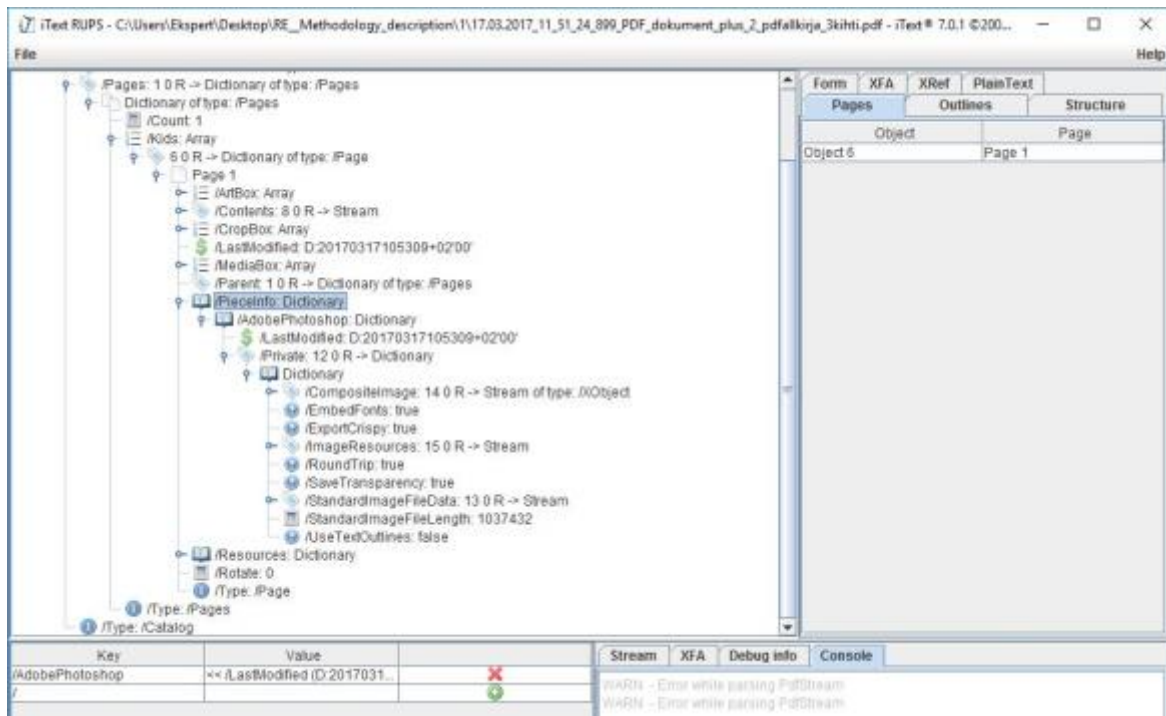 iText RUPS - C:\Users\Ekspert\Desktop\RE__Methodology_description\1\17.03.2017_11_51_24_899_PDF_dokument_plus_2_pdfallkirja_3kihti.pdf - iText® 7.0.1 ©200...
File Help
/Pages: 1 0 R -> Dictionary of type: /Pages
Dictionary of type: /Pages
/Count: 1
/Kids: Array
6 0 R -> Dictionary of type: /Page
Page 1
/ArtBox: Array
/Contents: 8 0 R -> Stream
/CropBox: Array
/LastModified: D:20170317105309+02'00'
/MediaBox: Array
/Parent: 1 0 R -> Dictionary of type: /Pages
/PieceInfo: Dictionary
/AdobePhotoshop: Dictionary
/LastModified: D:20170317105309+02'00'
/Private: 12 0 R -> Dictionary
Dictionary
/CompositeImage: 14 0 R -> Stream of type: /XObject
/EmbedFonts: true
/ExportCrispy: true
/ImageResources: 15 0 R -> Stream
/RoundTrip: true
/SaveTransparency: true
/StandardImageFileData: 13 0 R -> Stream
/StandardImageFileLength: 1037432
/UseTextOutlines: false
/Resources: Dictionary
/Rotate: 0
/Type: /Page
/Type: /Pages
/Type: /Catalog
Form XFA XRef PlainText
Pages Outlines Structure
Object Page
Object 6 Page 1
Key Value
/AdobePhotoshop << /LastModified (D:2017031...
/
Stream XFA Debug info Console
WARN - Error while parsing PdfStream
WARN - Error while parsing PdfStream